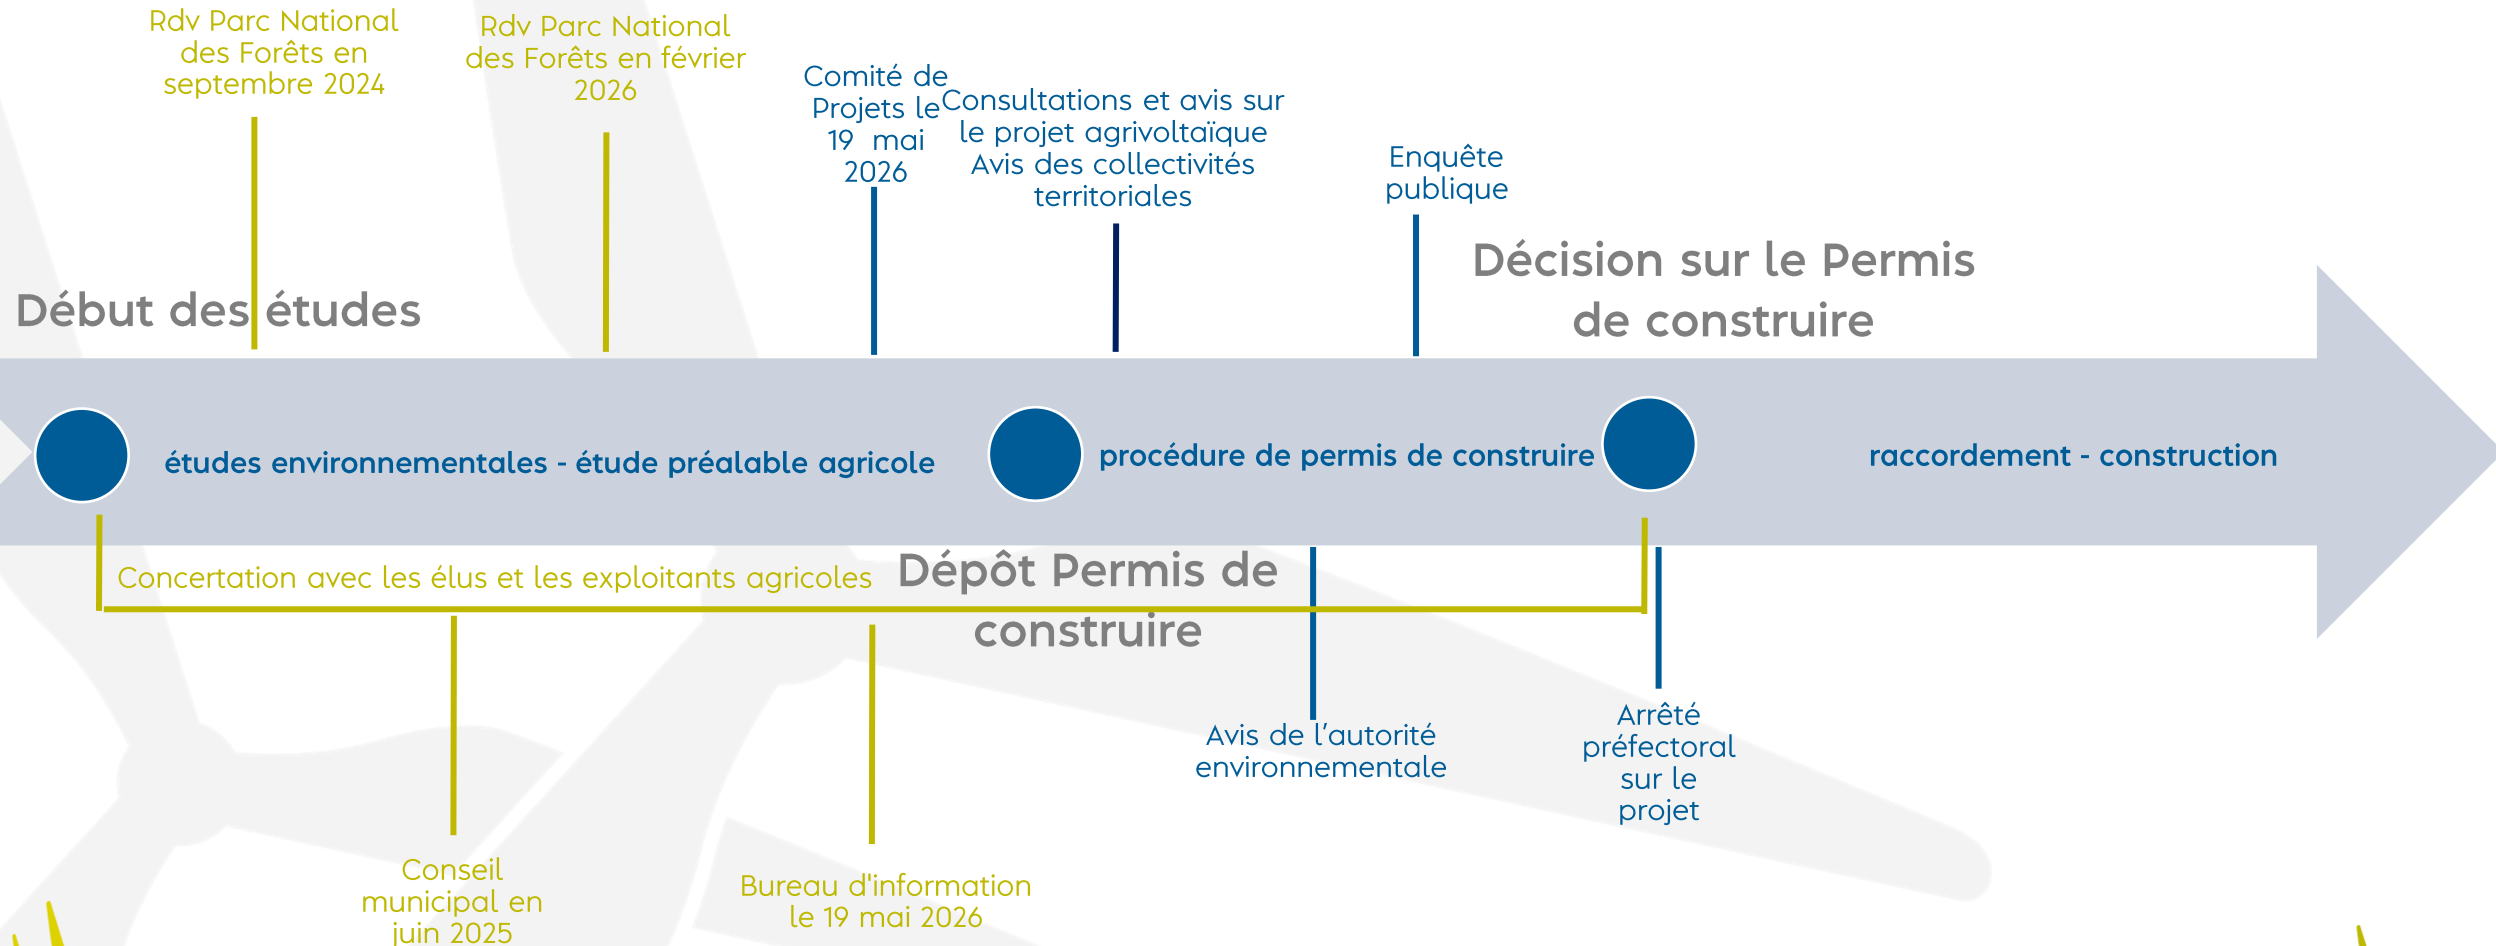 Rdv Parc National
des Forêts en
septembre 2024
Rdv Parc National
des Forêts en février
2026
Comité de
Projets le
19 mai
2026
Consultations et avis sur
le projet agrivoltaïque
Avis des collectivités
territoriales
Enquête
publique
Début des études
Décision sur le Permis
de construire
études environnementales - étude préalable agricole
procédure de permis de construire
raccordement - construction
Concertation avec les élus et les exploitants agricoles
Dépôt Permis de
construire
Avis de l'autorité
environnementale
Arrêté
préfectoral
sur le
projet
Conseil
municipal en
juin 2025
Bureau d'information
le 19 mai 2026